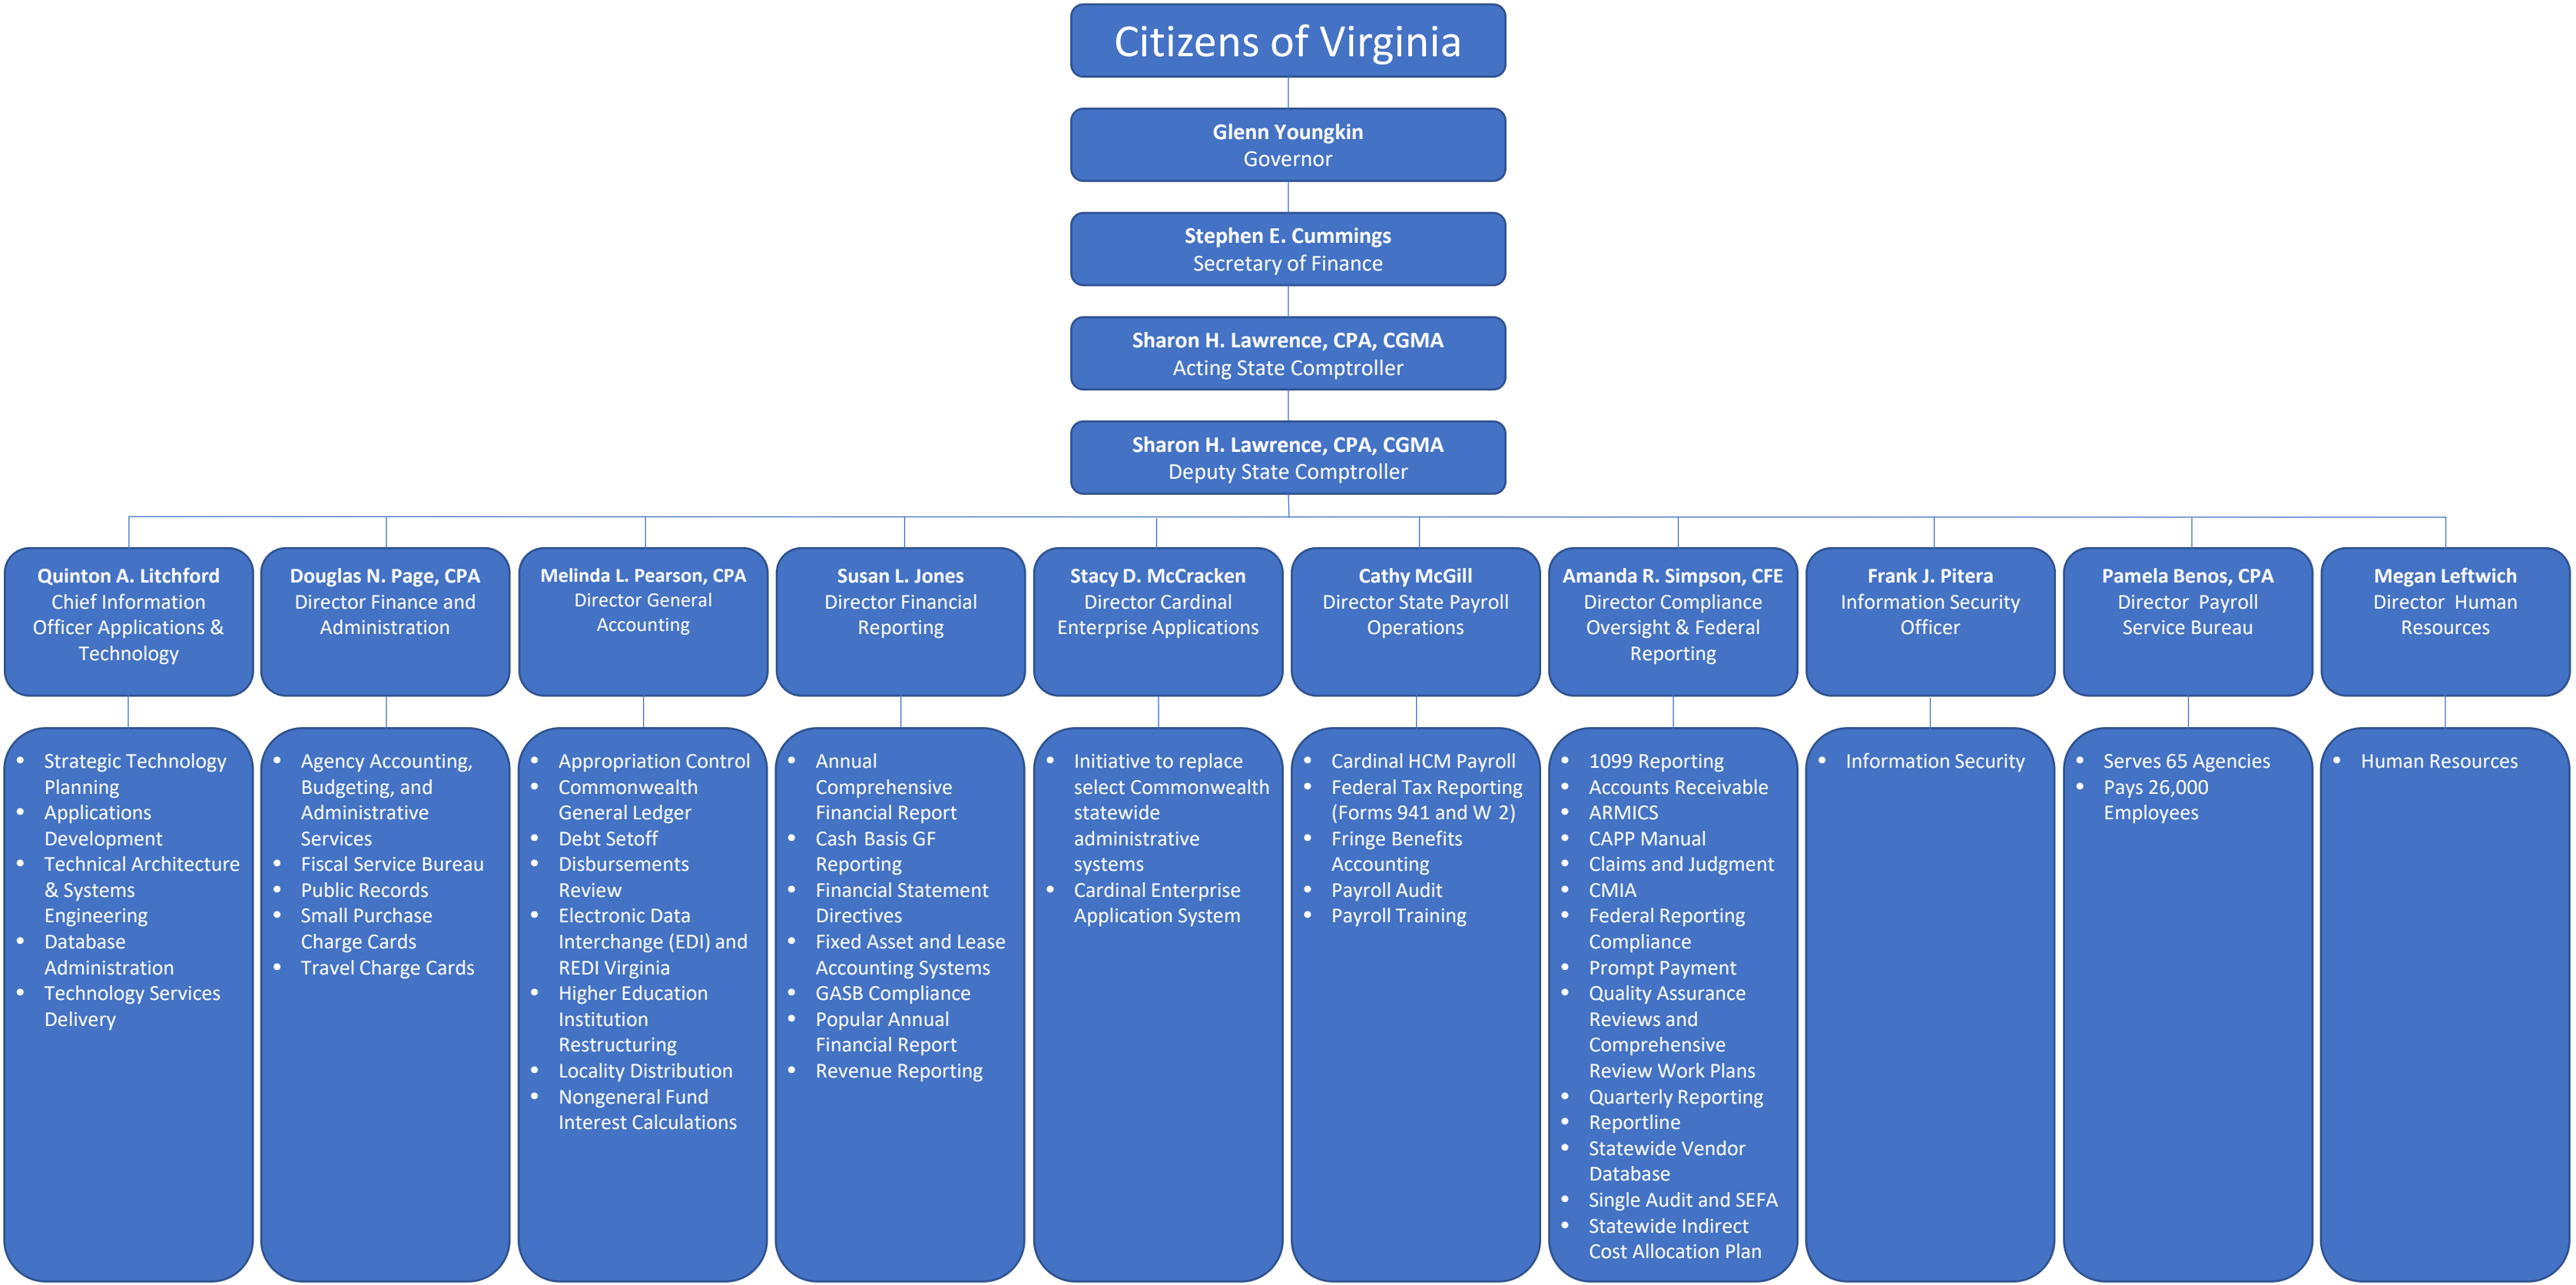 Citizens of Virginia
Glenn Youngkin
Governor
Stephen E. Cummings
Secretary of Finance
Sharon H. Lawrence, CPA, CGMA
Acting State Comptroller
Sharon H. Lawrence, CPA, CGMA
Deputy State Comptroller
Quinton A. Litchford
Chief Information
Officer Applications &
Technology
Douglas N. Page, CPA
Director Finance and
Administration
Melinda L. Pearson, CPA
Director General
Accounting
Susan L. Jones
Director Financial
Reporting
Stacy D. McCracken
Director Cardinal
Enterprise Applications
Cathy McGill
Director State Payroll
Operations
Amanda R. Simpson, CFE
Director Compliance
Oversight & Federal
Reporting
Frank J. Pitera
Information Security
Officer
Pamela Benos, CPA
Director Payroll
Service Bureau
Megan Leftwich
Director Human
Resources
• Strategic Technology
Planning
• Applications
Development
• Technical Architecture
& Systems
Engineering
• Database
Administration
• Technology Services
Delivery
• Agency Accounting,
Budgeting, and
Administrative
Services
• Fiscal Service Bureau
• Public Records
• Small Purchase
Charge Cards
• Travel Charge Cards
• Appropriation Control
• Commonwealth
General Ledger
• Debt Setoff
• Disbursements
Review
• Electronic Data
Interchange (EDI) and
REDI Virginia
• Higher Education
Institution
Restructuring
• Locality Distribution
• Nongeneral Fund
Interest Calculations
• Annual
Comprehensive
Financial Report
• Cash Basis GF
Reporting
• Financial Statement
Directives
• Fixed Asset and Lease
Accounting Systems
• GASB Compliance
• Popular Annual
Financial Report
• Revenue Reporting
• Initiative to replace
select Commonwealth
statewide
administrative
systems
• Cardinal Enterprise
Application System
• Cardinal HCM Payroll
• Federal Tax Reporting
(Forms 941 and W 2)
• Fringe Benefits
Accounting
• Payroll Audit
• Payroll Training
• 1099 Reporting
• Accounts Receivable
• ARMICS
• CAPP Manual
• Claims and Judgment
• CMIA
• Federal Reporting
Compliance
• Prompt Payment
• Quality Assurance
Reviews and
Comprehensive
Review Work Plans
• Quarterly Reporting
• Reportline
• Statewide Vendor
Database
• Single Audit and SEFA
• Statewide Indirect
Cost Allocation Plan
• Information Security
• Serves 65 Agencies
• Pays 26,000
Employees
• Human Resources